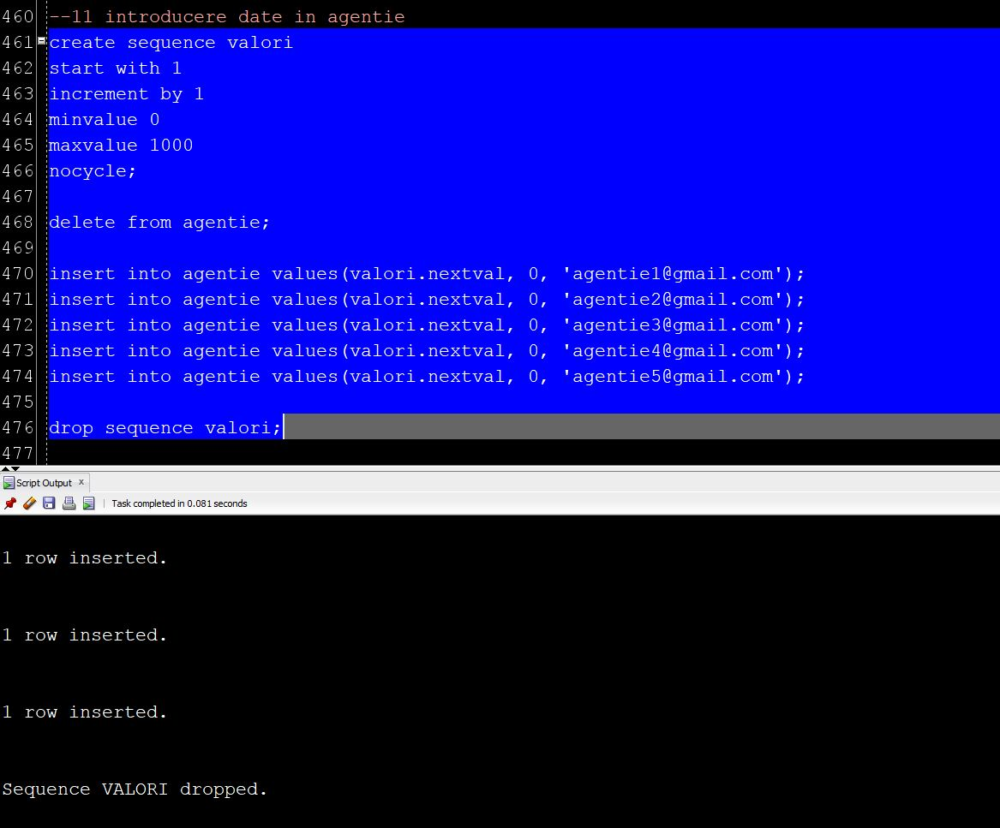 460 --11 introducere date in agentie
461 create sequence valori
462 start with 1
463 increment by 1
464 minvalue 0
465 maxvalue 1000
466 nocycle;
467
468 delete from agentie;
469
470 insert into agentie values(valori.nextval, 0, 'agentie1@gmail.com');
471 insert into agentie values(valori.nextval, 0, 'agentie2@gmail.com');
472 insert into agentie values(valori.nextval, 0, 'agentie3@gmail.com');
473 insert into agentie values(valori.nextval, 0, 'agentie4@gmail.com');
474 insert into agentie values(valori.nextval, 0, 'agentie5@gmail.com');
475
476 drop sequence valori;
477
Script Output x
Task completed in 0.081 seconds
1 row inserted.
1 row inserted.
1 row inserted.
Sequence VALORI dropped.